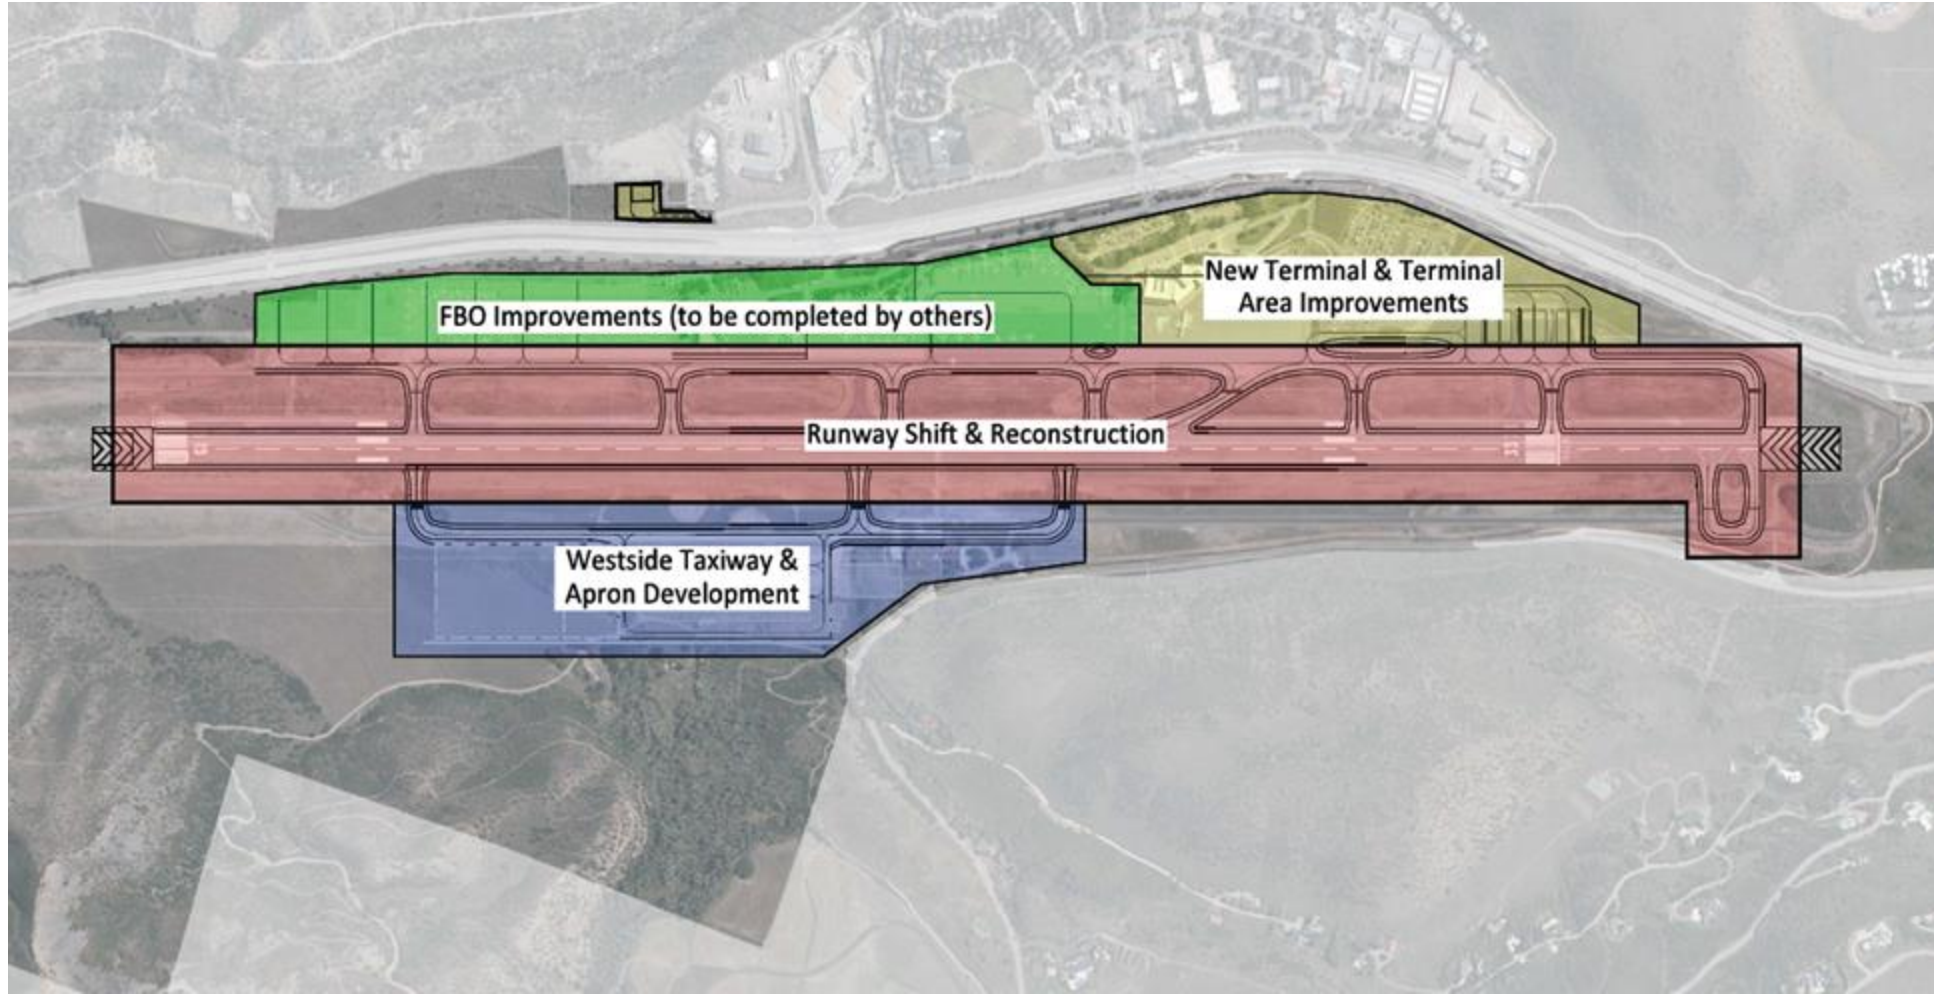 New Terminal & Terminal
Area Improvements
FBO Improvements (to be completed by others)
Runway Shift & Reconstruction
33
Westside Taxiway &
Apron Development